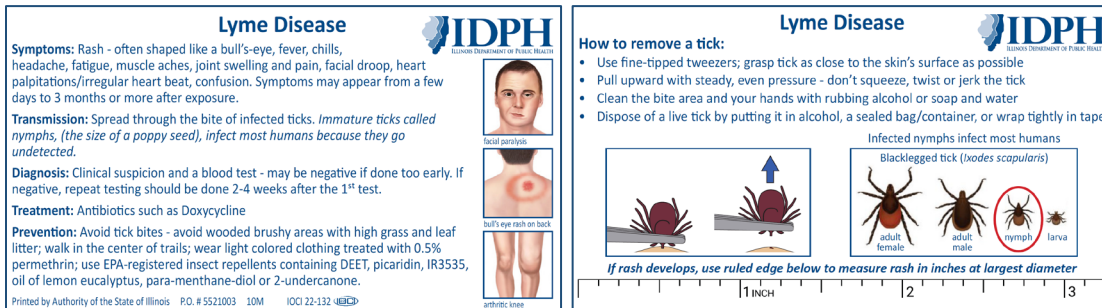 Lyme Disease
IDPH
ILLINOIS DEPARTMENT OF PUBLIC HEALTH
Symptoms: Rash - often shaped like a bull's-eye, fever, chills,
headache, fatigue, muscle aches, joint swelling and pain, facial droop, heart
palpitations/irregular heart beat, confusion. Symptoms may appear from a few
days to 3 months or more after exposure.
Transmission: Spread through the bite of infected ticks. Immature ticks called
nymphs, (the size of a poppy seed), infect most humans because they go
undetected.
Diagnosis: Clinical suspicion and a blood test - may be negative if done too early. If
negative, repeat testing should be done 2-4 weeks after the 1st test.
Treatment: Antibiotics such as Doxycycline
Prevention: Avoid tick bites - avoid wooded brushy areas with high grass and leaf
litter; walk in the center of trails; wear light colored clothing treated with 0.5%
permethrin; use EPA-registered insect repellents containing DEET, picaridin, IR3535,
oil of lemon eucalyptus, para-menthane-diol or 2-undercanone.
Printed by Authority of the State of Illinois P.O. # 5521003 10M IOCI 22-132
facial paralysis
bull's eye rash on back
arthritic knee
Lyme Disease
IDPH
ILLINOIS DEPARTMENT OF PUBLIC HEALTH
How to remove a tick:
• Use fine-tipped tweezers; grasp tick as close to the skin's surface as possible
• Pull upward with steady, even pressure - don't squeeze, twist or jerk the tick
• Clean the bite area and your hands with rubbing alcohol or soap and water
• Dispose of a live tick by putting it in alcohol, a sealed bag/container, or wrap tightly in tape
Infected nymphs infect most humans
Blacklegged tick (Ixodes scapularis)
adult female
adult male
nymph
larva
If rash develops, use ruled edge below to measure rash in inches at largest diameter
1 INCH
2
3